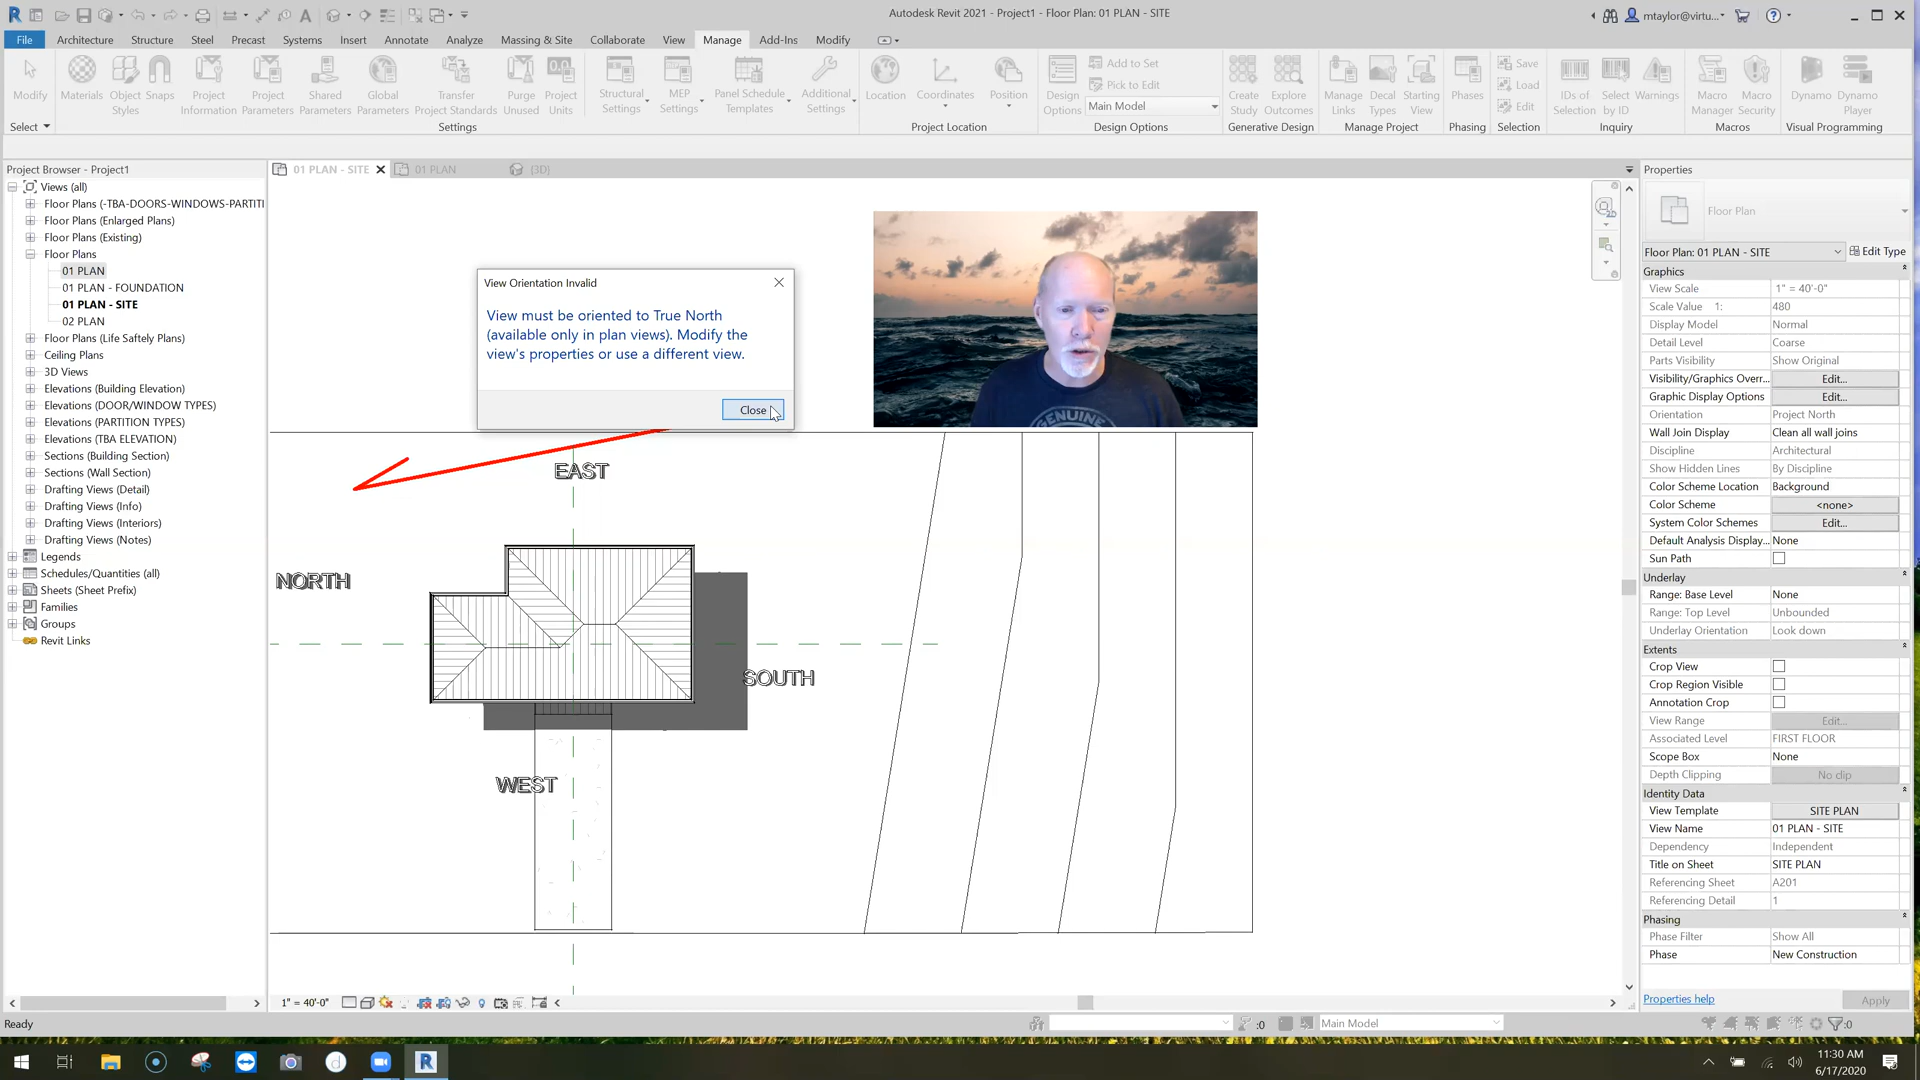 Autodesk Revit 2021 - Project1 - Floor Plan: 01 PLAN - SITE
mtaylor@virtu...
File Architecture Structure Steel Precast Systems Insert Annotate Analyze Massing & Site Collaborate View Manage Add-Ins Modify
Modify
Materials
Object Styles
Snaps
Project Information
Project Parameters
Shared Parameters
Global Parameters
Transfer Project Standards
Purge Unused
Project Units
Structural Settings
MEP Settings
Panel Schedule Templates
Additional Settings
Location
Coordinates
Position
Design Options
Add to Set
Pick to Edit
Main Model
Create Study
Explore Outcomes
Manage Links
Decal Types
Starting View
Phases
Save
Load
Edit
IDs of Selection
Select by ID
Warnings
Macro Manager
Macro Security
Dynamo
Dynamo Player
Select
Settings
Project Location
Design Options
Generative Design
Manage Project
Phasing
Selection
Inquiry
Macros
Visual Programming
Project Browser - Project1
Views (all)
Floor Plans (-TBA-DOORS-WINDOWS-PARTITI
Floor Plans (Enlarged Plans)
Floor Plans (Existing)
Floor Plans
01 PLAN
01 PLAN - FOUNDATION
01 PLAN - SITE
02 PLAN
Floor Plans (Life Saftely Plans)
Ceiling Plans
3D Views
Elevations (Building Elevation)
Elevations (DOOR/WINDOW TYPES)
Elevations (PARTITION TYPES)
Elevations (TBA ELEVATION)
Sections (Building Section)
Sections (Wall Section)
Drafting Views (Detail)
Drafting Views (Info)
Drafting Views (Interiors)
Drafting Views (Notes)
Legends
Schedules/Quantities (all)
Sheets (Sheet Prefix)
Families
Groups
Revit Links
01 PLAN - SITE
01 PLAN
{3D}
View Orientation Invalid
View must be oriented to True North
(available only in plan views). Modify the
view's properties or use a different view.
Close
GENUINE
EAST
NORTH
SOUTH
WEST
Properties
Floor Plan
Floor Plan: 01 PLAN - SITE Edit Type
Graphics
View Scale 1" = 40'-0"
Scale Value 1: 480
Display Model Normal
Detail Level Coarse
Parts Visibility Show Original
Visibility/Graphics Overr... Edit...
Graphic Display Options Edit...
Orientation Project North
Wall Join Display Clean all wall joins
Discipline Architectural
Show Hidden Lines By Discipline
Color Scheme Location Background
Color Scheme <none>
System Color Schemes Edit...
Default Analysis Display... None
Sun Path
Underlay
Range: Base Level None
Range: Top Level Unbounded
Underlay Orientation Look down
Extents
Crop View
Crop Region Visible
Annotation Crop
View Range Edit...
Associated Level FIRST FLOOR
Scope Box None
Depth Clipping No clip
Identity Data
View Template SITE PLAN
View Name 01 PLAN - SITE
Dependency Independent
Title on Sheet SITE PLAN
Referencing Sheet A201
Referencing Detail 1
Phasing
Phase Filter Show All
Phase New Construction
Properties help Apply
1" = 40'-0"
Ready
:0
Main Model
:0
11:30 AM
6/17/2020